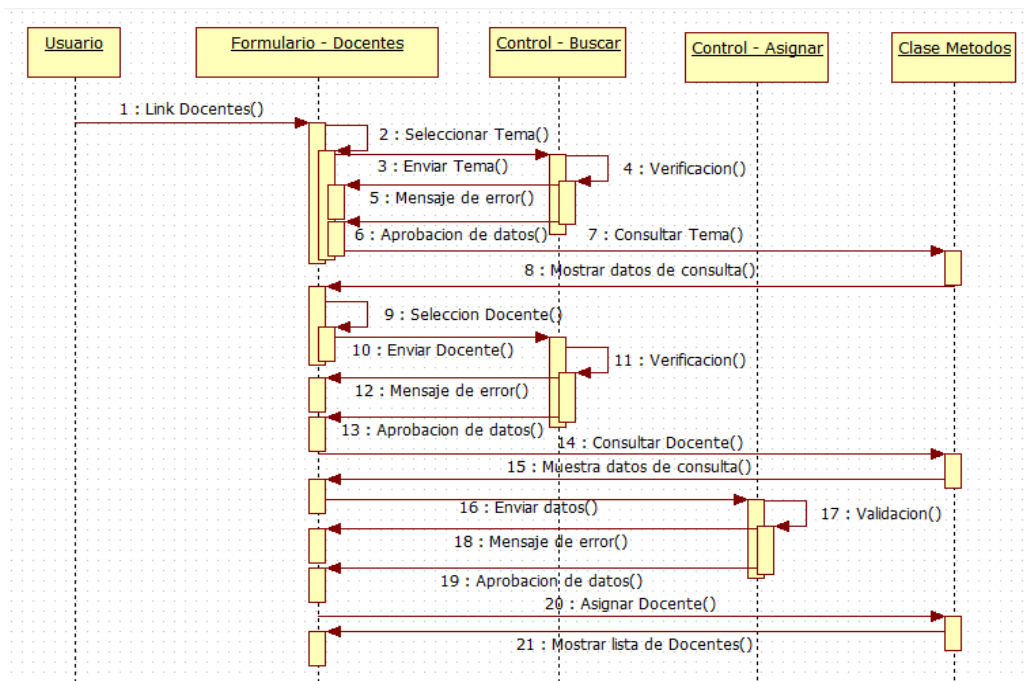 Usuario
Formulario - Docentes
Control - Buscar
Control - Asignar
Clase Metodos
1 : Link Docentes()
2 : Seleccionar Tema()
3 : Enviar Tema()
4 : Verificacion()
5 : Mensaje de error()
6 : Aprobacion de datos()
7 : Consultar Tema()
8 : Mostrar datos de consulta()
9 : Seleccion Docente()
10 : Enviar Docente()
11 : Verificacion()
12 : Mensaje de error()
13 : Aprobacion de datos()
14 : Consultar Docente()
15 : Muestra datos de consulta()
16 : Enviar datos()
17 : Validacion()
18 : Mensaje de error()
19 : Aprobacion de datos()
20 : Asignar Docente()
21 : Mostrar lista de Docentes()